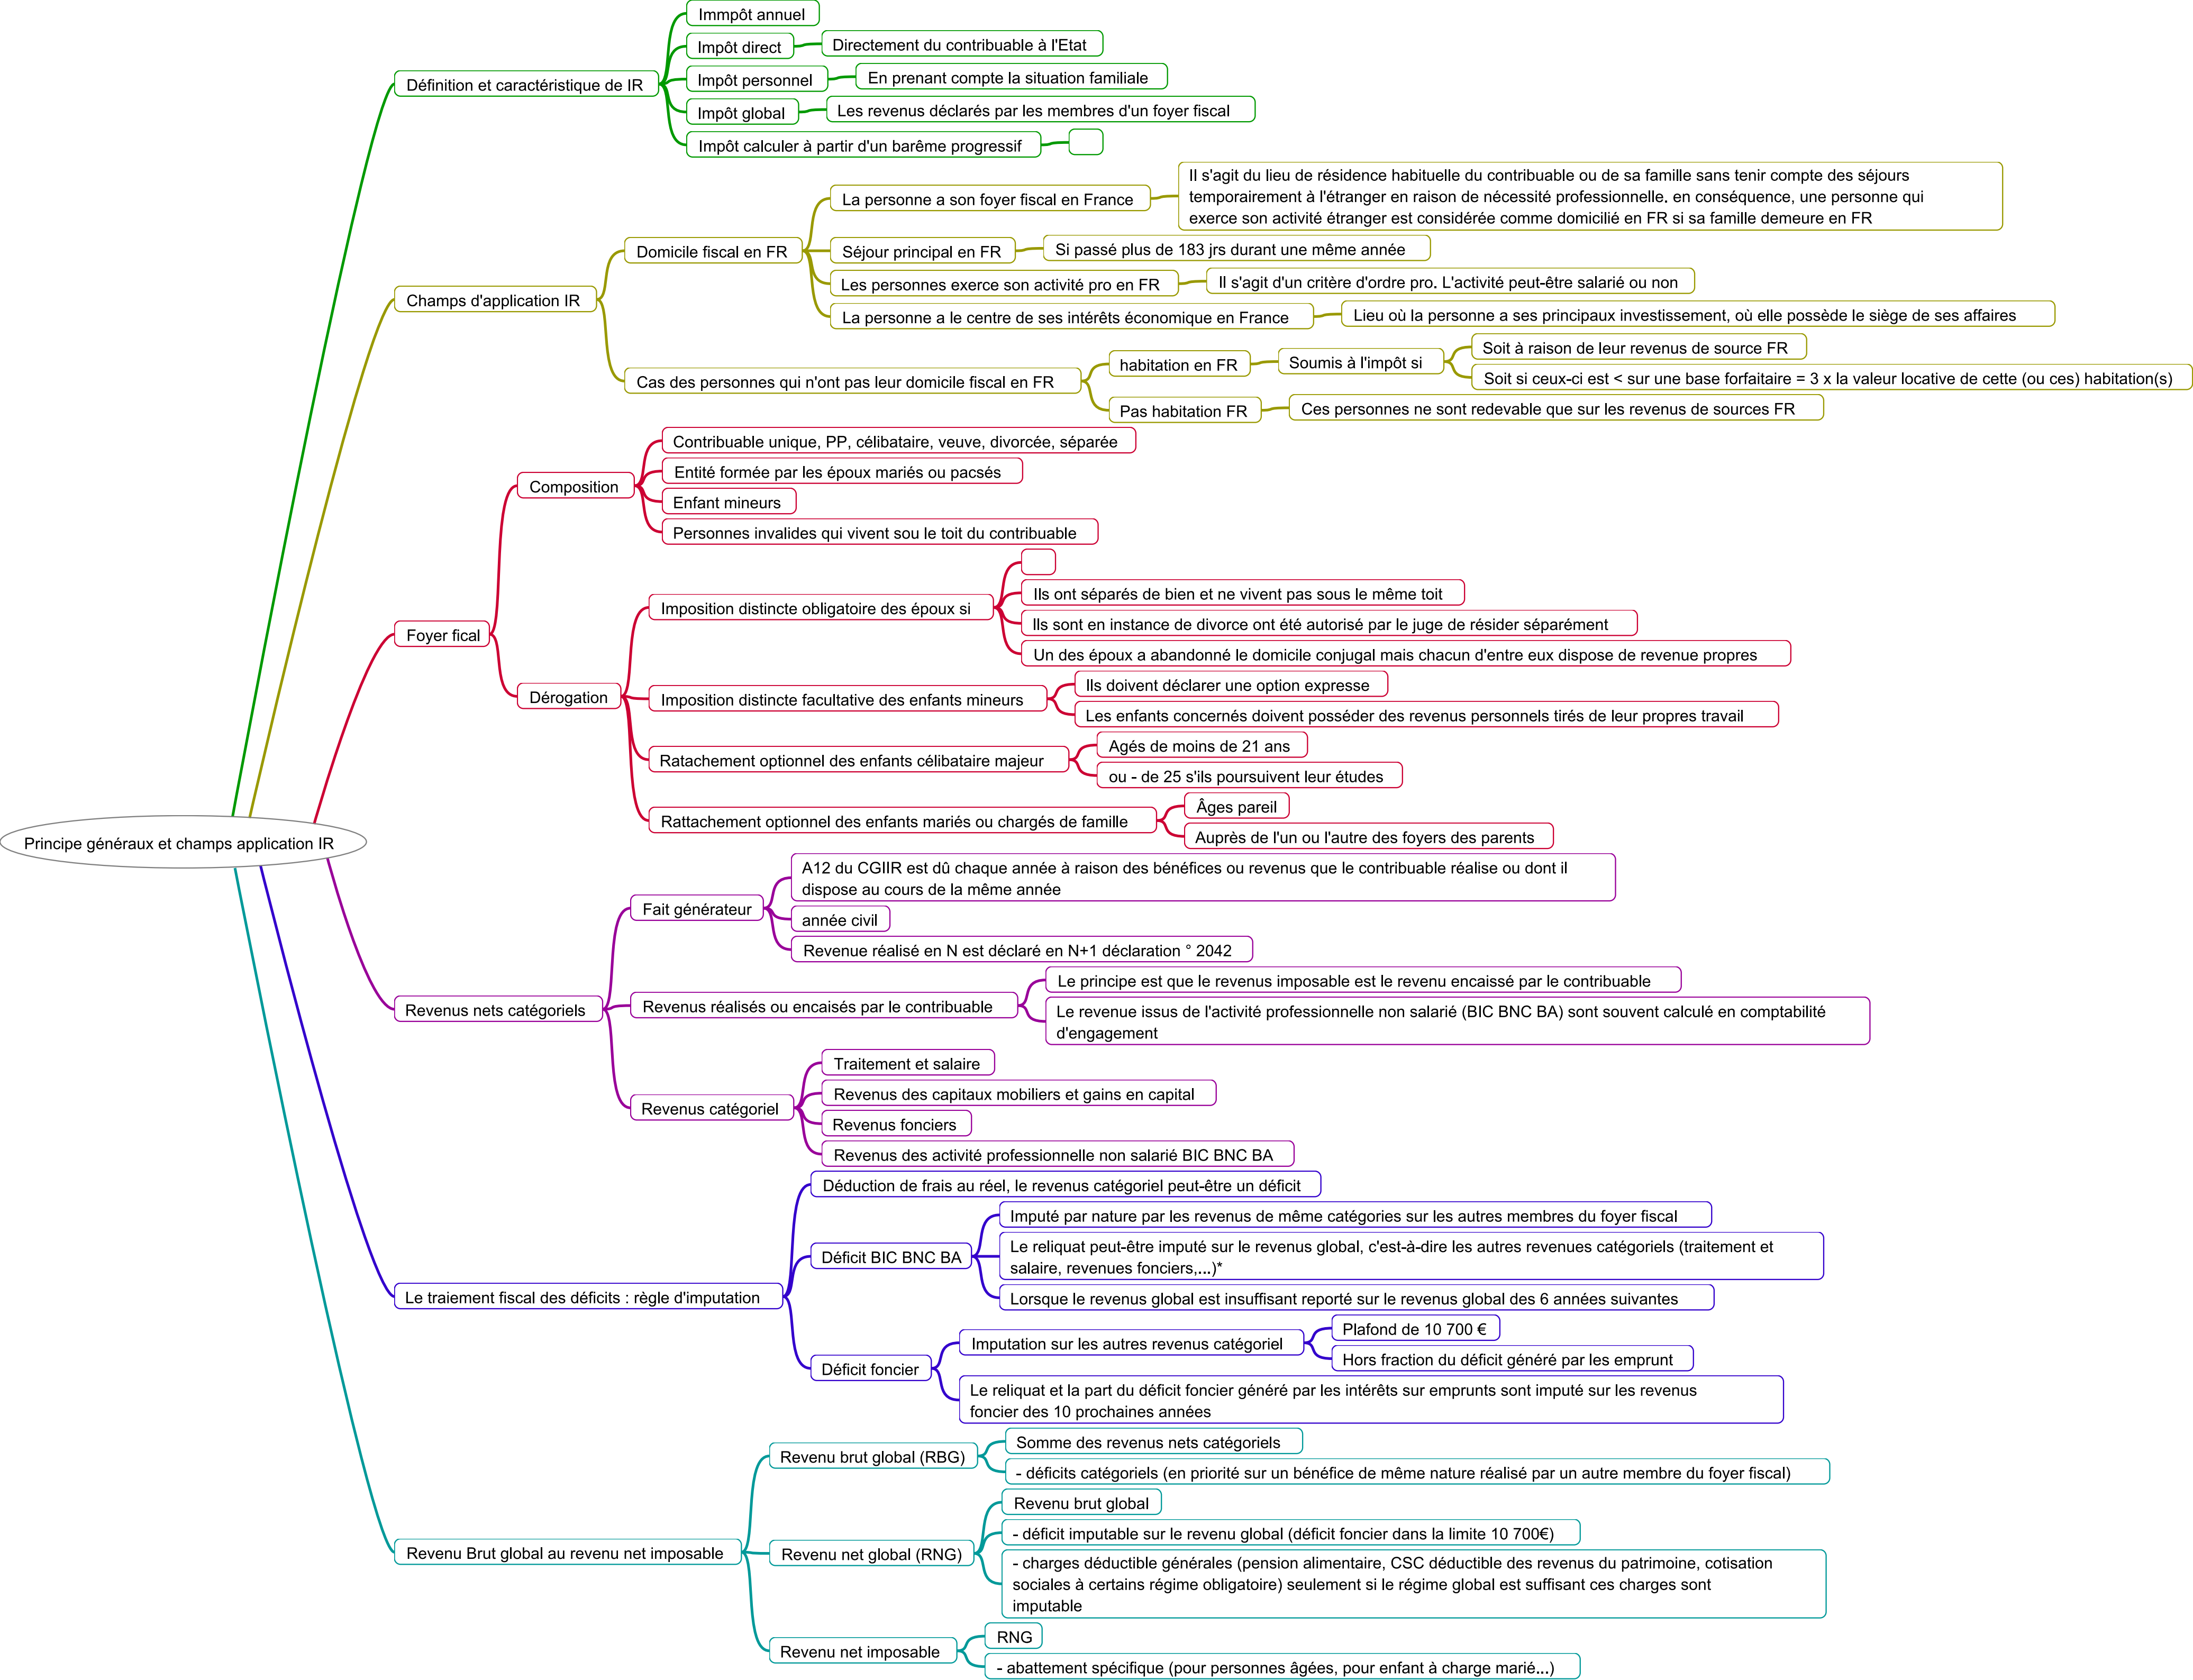 Principe généraux et champs application IR
Définition et caractéristique de IR
Immpôt annuel
Impôt direct
Directement du contribuable à l'Etat
Impôt personnel
En prenant compte la situation familiale
Impôt global
Les revenus déclarés par les membres d'un foyer fiscal
Impôt calculer à partir d'un barême progressif
Champs d'application IR
Domicile fiscal en FR
La personne a son foyer fiscal en France
Il s'agit du lieu de résidence habituelle du contribuable ou de sa famille sans tenir compte des séjours
temporairement à l'étranger en raison de nécessité professionnelle. en conséquence, une personne qui
exerce son activité étranger est considérée comme domicilié en FR si sa famille demeure en FR
Séjour principal en FR
Si passé plus de 183 jrs durant une même année
Les personnes exerce son activité pro en FR
Il s'agit d'un critère d'ordre pro. L'activité peut-être salarié ou non
La personne a le centre de ses intérêts économique en France
Lieu où la personne a ses principaux investissement, où elle possède le siège de ses affaires
Cas des personnes qui n'ont pas leur domicile fiscal en FR
habitation en FR
Soumis à l'impôt si
Soit à raison de leur revenus de source FR
Soit si ceux-ci est < sur une base forfaitaire = 3 x la valeur locative de cette (ou ces) habitation(s)
Pas habitation FR
Ces personnes ne sont redevable que sur les revenus de sources FR
Foyer fical
Composition
Contribuable unique, PP, célibataire, veuve, divorcée, séparée
Entité formée par les époux mariés ou pacsés
Enfant mineurs
Personnes invalides qui vivent sou le toit du contribuable
Dérogation
Imposition distincte obligatoire des époux si
Ils ont séparés de bien et ne vivent pas sous le même toit
Ils sont en instance de divorce ont été autorisé par le juge de résider séparément
Un des époux a abandonné le domicile conjugal mais chacun d'entre eux dispose de revenue propres
Imposition distincte facultative des enfants mineurs
Ils doivent déclarer une option expresse
Les enfants concernés doivent posséder des revenus personnels tirés de leur propres travail
Ratachement optionnel des enfants célibataire majeur
Agés de moins de 21 ans
ou - de 25 s'ils poursuivent leur études
Rattachement optionnel des enfants mariés ou chargés de famille
Âges pareil
Auprès de l'un ou l'autre des foyers des parents
Revenus nets catégoriels
Fait générateur
A12 du CGIIR est dû chaque année à raison des bénéfices ou revenus que le contribuable réalise ou dont il
dispose au cours de la même année
année civil
Revenue réalisé en N est déclaré en N+1 déclaration ° 2042
Revenus réalisés ou encaisés par le contribuable
Le principe est que le revenus imposable est le revenu encaissé par le contribuable
Le revenue issus de l'activité professionnelle non salarié (BIC BNC BA) sont souvent calculé en comptabilité
d'engagement
Revenus catégoriel
Traitement et salaire
Revenus des capitaux mobiliers et gains en capital
Revenus fonciers
Revenus des activité professionnelle non salarié BIC BNC BA
Le traiement fiscal des déficits : règle d'imputation
Déduction de frais au réel, le revenus catégoriel peut-être un déficit
Déficit BIC BNC BA
Imputé par nature par les revenus de même catégories sur les autres membres du foyer fiscal
Le reliquat peut-être imputé sur le revenus global, c'est-à-dire les autres revenues catégoriels (traitement et
salaire, revenues fonciers,...)*
Lorsque le revenus global est insuffisant reporté sur le revenus global des 6 années suivantes
Déficit foncier
Imputation sur les autres revenus catégoriel
Plafond de 10 700 €
Hors fraction du déficit généré par les emprunt
Le reliquat et la part du déficit foncier généré par les intérêts sur emprunts sont imputé sur les revenus
foncier des 10 prochaines années
Revenu Brut global au revenu net imposable
Revenu brut global (RBG)
Somme des revenus nets catégoriels
- déficits catégoriels (en priorité sur un bénéfice de même nature réalisé par un autre membre du foyer fiscal)
Revenu net global (RNG)
Revenu brut global
- déficit imputable sur le revenu global (déficit foncier dans la limite 10 700€)
- charges déductible générales (pension alimentaire, CSC déductible des revenus du patrimoine, cotisation
sociales à certains régime obligatoire) seulement si le régime global est suffisant ces charges sont
imputable
Revenu net imposable
RNG
- abattement spécifique (pour personnes âgées, pour enfant à charge marié...)